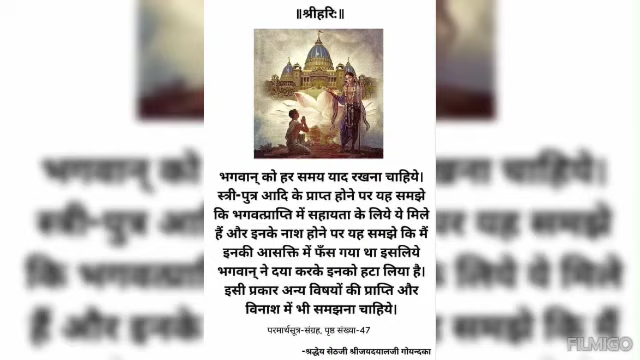 ॥श्रीहरि:॥
भगवान् को हर समय याद रखना चाहिये।
स्त्री-पुत्र आदि के प्राप्त होने पर यह समझे
कि भगवत्प्राप्ति में सहायता के लिये ये मिले
हैं और इनके नाश होने पर यह समझे कि मैं
इनकी आसक्ति में फँस गया था इसलिये
भगवान् ने दया करके इनको हटा लिया है।
इसी प्रकार अन्य विषयों की प्राप्ति और
विनाश में भी समझना चाहिये।
परमार्थसूत्र-संग्रह, पृष्ठ संख्या-47
-श्रद्धेय सेठजी श्रीजयदयालजी गोयन्दका
FILMIGO